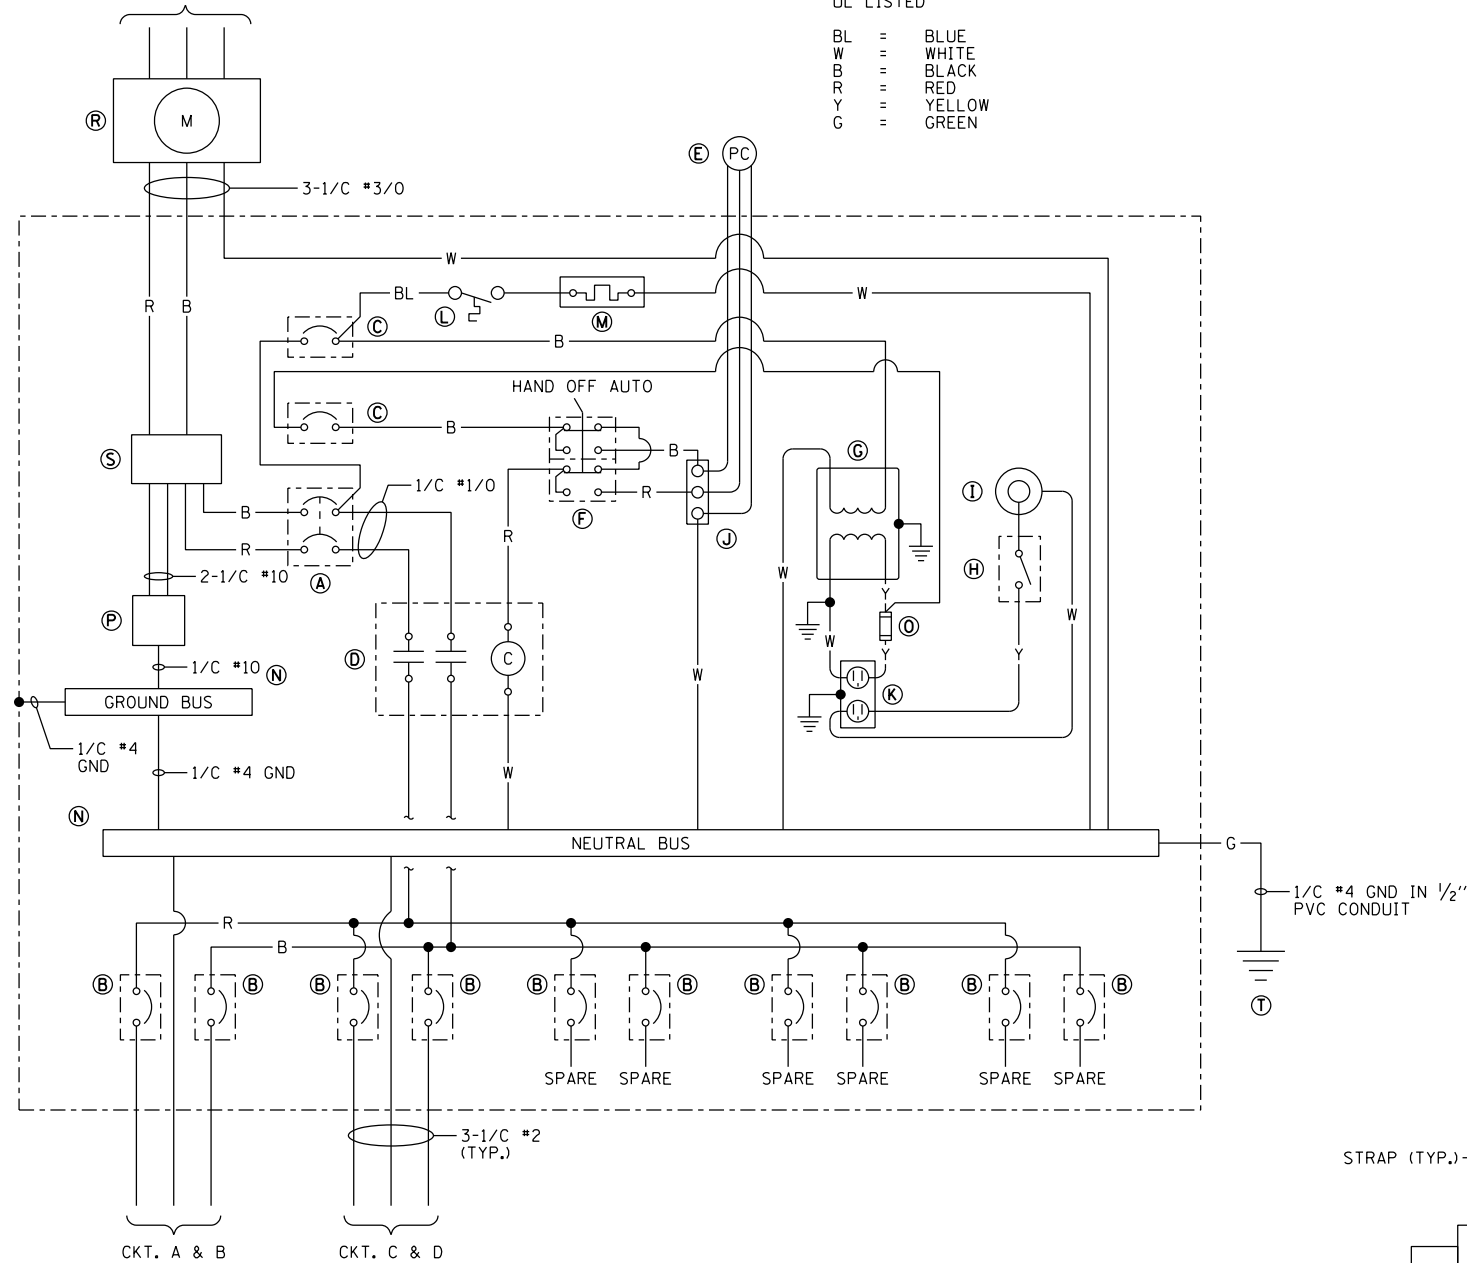 UL LISTED
BL = BLUE
W = WHITE
B = BLACK
R = RED
Y = YELLOW
G = GREEN
R
M
E
PC
3-1/C #3/0
W
R
B
BL
L
M
W
C
B
HAND OFF AUTO
C
B
B
S
1/C #1/0
G
I
B
R
F
J
R
R
A
2-1/C #10
W
H
Y
W
P
O
W
Y
Y
1/C #10
N
D
C
W
K
GROUND BUS
1/C #4
GND
1/C #4 GND
W
N
NEUTRAL BUS
G
1/C #4 GND IN 1/2"
PVC CONDUIT
R
B
B
B
B
B
B
B
B
B
B
B
T
SPARE
SPARE
SPARE
SPARE
SPARE
SPARE
3-1/C #2
(TYP.)
STRAP (TYP.)
CKT. A & B
CKT. C & D